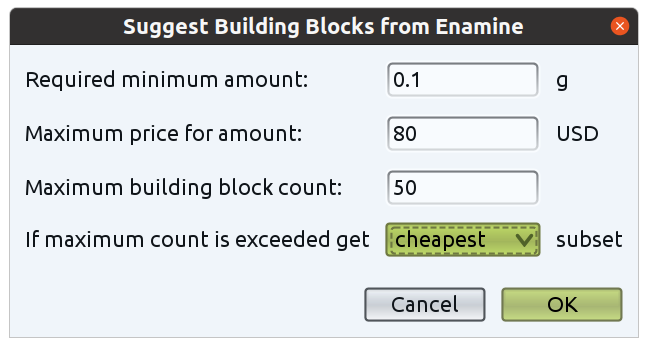 Suggest Building Blocks from Enamine
Required minimum amount: 0.1 g
Maximum price for amount: 80 USD
Maximum building block count: 50
If maximum count is exceeded get cheapest subset
Cancel OK